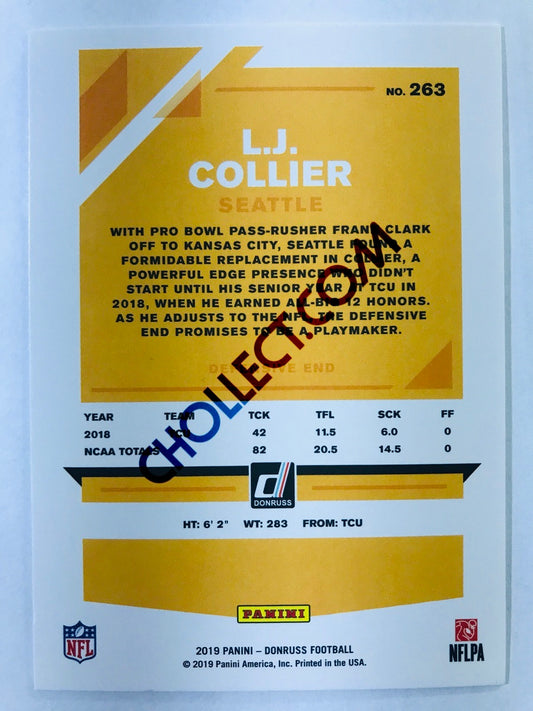 NO. 263
L.J.
COLLIER
SEATTLE
WITH PRO BOWL PASS-RUSHER FRANK CLARK
OFF TO KANSAS CITY, SEATTLE FOUND A
FORMIDABLE REPLACEMENT IN COLLIER, A
POWERFUL EDGE PRESENCE WHO DIDN'T
START UNTIL HIS SENIOR YEAR AT TCU IN
2018, WHEN HE EARNED ALL-BIG 12 HONORS.
AS HE ADJUSTS TO THE NFL, THE DEFENSIVE
END PROMISES TO BE A PLAYMAKER.
DEFENSIVE END
CHOLLECT.COM
YEAR TEAM TCK TFL SCK FF
2018 TCU 42 11.5 6.0 0
NCAA TOTALS 82 20.5 14.5 0
DONRUSS
HT: 6' 2" WT: 283 FROM: TCU
PANINI
NFL
2019 PANINI – DONRUSS FOOTBALL
© 2019 Panini America, Inc. Printed in the USA.
NFLPA